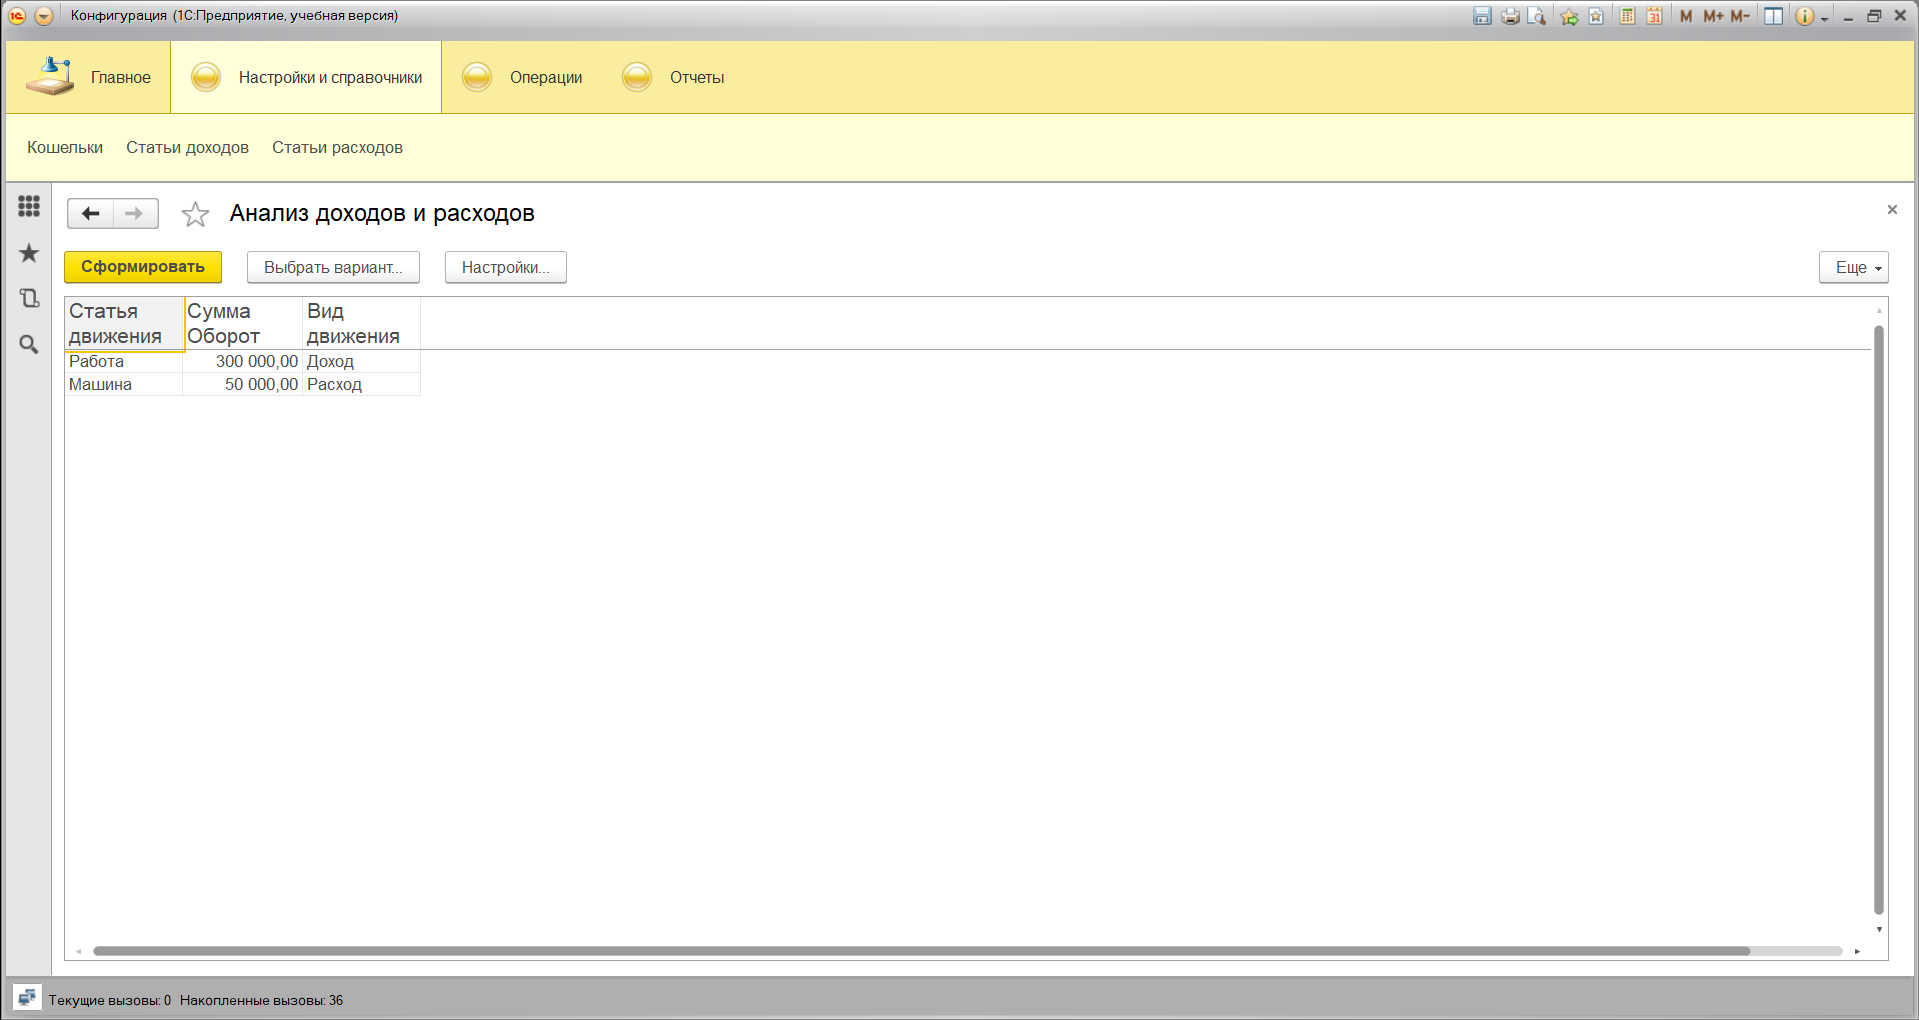 Конфигурация (1С:Предприятие, учебная версия)
31 M M+ M-
Главное Настройки и справочники Операции Отчеты
Кошельки Статьи доходов Статьи расходов
Анализ доходов и расходов
Сформировать Выбрать вариант... Настройки... Еще
Статья движения Сумма Оборот Вид движения
Работа 300 000,00 Доход
Машина 50 000,00 Расход
Текущие вызовы: 0 Накопленные вызовы: 36